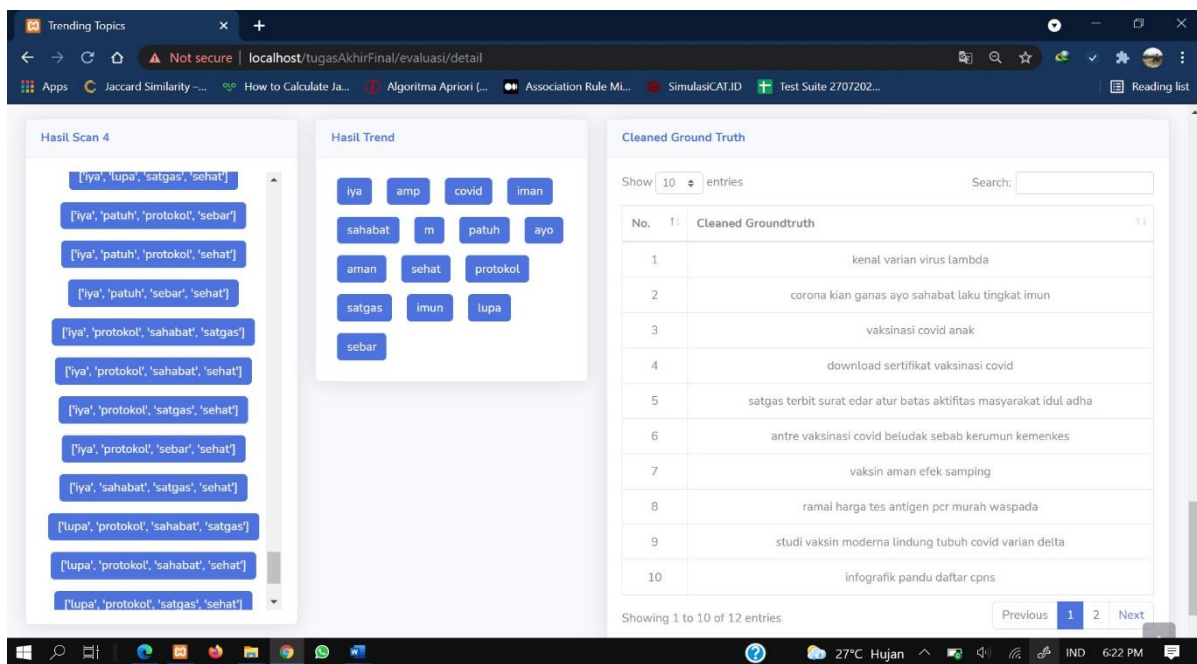 Trending Topics
Not secure | localhost/tugasAkhirFinal/evaluasi/detail
Apps Jaccard Similarity –... How to Calculate Ja... Algoritma Apriori (... Association Rule Mi... SimulasiCAT.ID Test Suite 2707202... Reading list
Hasil Scan 4
['iya', 'lupa', 'satgas', 'sehat']
['iya', 'patuh', 'protokol', 'sebar']
['iya', 'patuh', 'protokol', 'sehat']
['iya', 'patuh', 'sebar', 'sehat']
['iya', 'protokol', 'sahabat', 'satgas']
['iya', 'protokol', 'sahabat', 'sehat']
['iya', 'protokol', 'satgas', 'sehat']
['iya', 'protokol', 'sebar', 'sehat']
['iya', 'sahabat', 'satgas', 'sehat']
['lupa', 'protokol', 'sahabat', 'satgas']
['lupa', 'protokol', 'sahabat', 'sehat']
['lupa', 'protokol', 'satgas', 'sehat']
Hasil Trend
iya amp covid iman
sahabat m patuh ayo
aman sehat protokol
satgas imun lupa
sebar
Cleaned Ground Truth
Show 10 entries Search:
No. Cleaned Groundtruth
1 kenal varian virus lambda
2 corona kian ganas ayo sahabat laku tingkat imun
3 vaksinasi covid anak
4 download sertifikat vaksinasi covid
5 satgas terbit surat edar atur batas aktifitas masyarakat idul adha
6 antre vaksinasi covid beludak sebab kerumun kemenkes
7 vaksin aman efek samping
8 ramai harga tes antigen pcr murah waspada
9 studi vaksin moderna lindung tubuh covid varian delta
10 infografik pandu daftar cpns
Showing 1 to 10 of 12 entries Previous 1 2 Next
27°C Hujan IND 6:22 PM